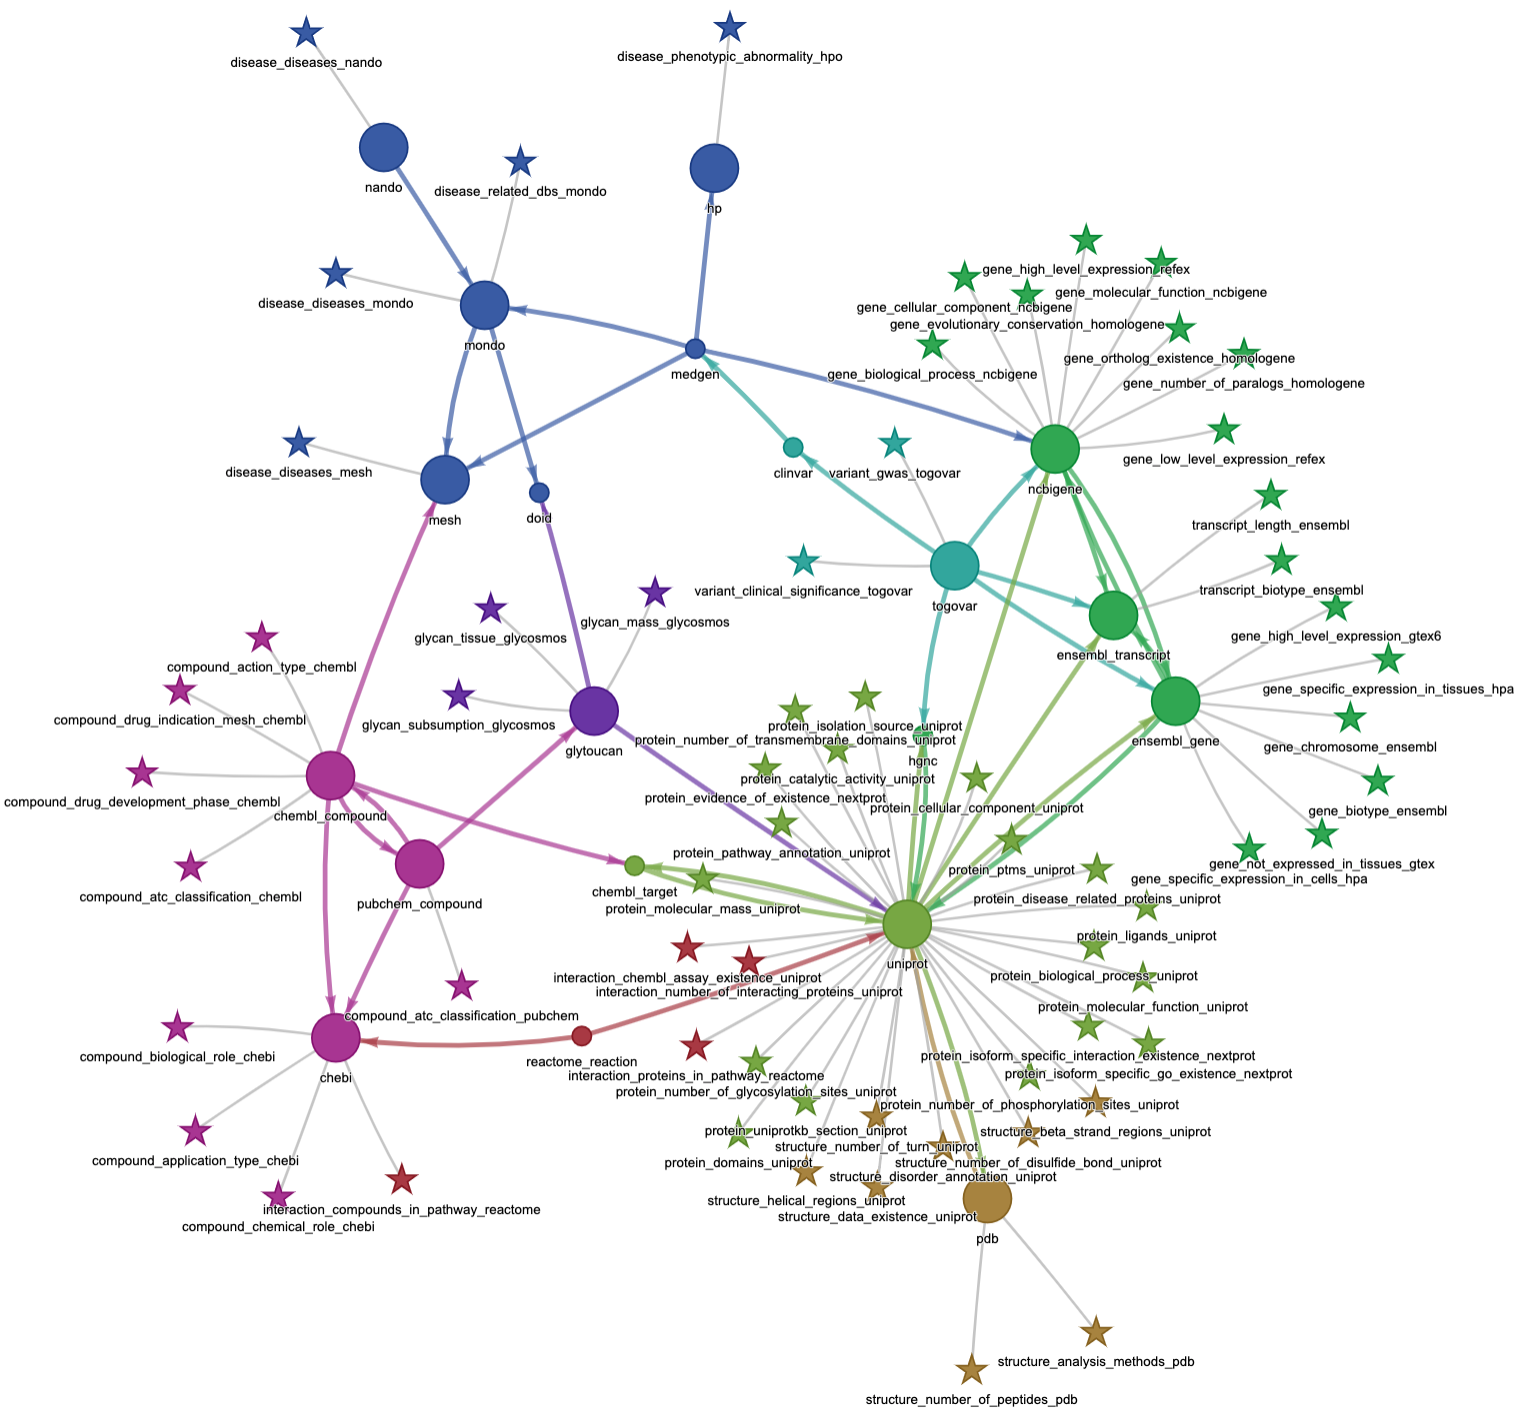 disease_diseases_nando
disease_phenotypic_abnormality_hpo
nando
disease_related_dbs_mondo
hp
gene_high_level_expression_refex
gene_molecular_function_ncbigene
disease_diseases_mondo
gene_cellular_component_ncbigene
gene_evolutionary_conservation_homologene
mondo
gene_ortholog_existence_homologene
medgen
gene_biological_process_ncbigene
gene_number_of_paralogs_homologene
gene_low_level_expression_refex
disease_diseases_mesh
clinvar
variant_gwas_togovar
ncbigene
mesh
doid
transcript_length_ensembl
variant_clinical_significance_togovar
transcript_biotype_ensembl
togovar
glycan_mass_glycosmos
glycan_tissue_glycosmos
gene_high_level_expression_gtex6
ensembl_transcript
compound_action_type_chembl
gene_specific_expression_in_tissues_hpa
compound_drug_indication_mesh_chembl
glycan_subsumption_glycosmos
protein_isolation_source_uniprot
protein_number_of_transmembrane_domains_uniprot
ensembl_gene
glytoucan
gene_chromosome_ensembl
hgnc
protein_catalytic_activity_uniprot
compound_drug_development_phase_chembl
protein_evidence_of_existence_nextprot
protein_cellular_component_uniprot
gene_biotype_ensembl
chembl_compound
protein_pathway_annotation_uniprot
gene_not_expressed_in_tissues_gtex
protein_ptms_uniprot
gene_specific_expression_in_cells_hpa
chembl_target
compound_atc_classification_chembl
protein_disease_related_proteins_uniprot
pubchem_compound
protein_molecular_mass_uniprot
protein_ligands_uniprot
uniprot
interaction_chembl_assay_existence_uniprot
protein_biological_process_uniprot
interaction_number_of_interacting_proteins_uniprot
protein_molecular_function_uniprot
compound_atc_classification_pubchem
compound_biological_role_chebi
protein_isoform_specific_interaction_existence_nextprot
reactome_reaction
chebi
interaction_proteins_in_pathway_reactome
protein_isoform_specific_go_existence_nextprot
protein_number_of_glycosylation_sites_uniprot
protein_number_of_phosphorylation_sites_uniprot
protein_uniprotkb_section_uniprot
structure_beta_strand_regions_uniprot
structure_number_of_turn_uniprot
compound_application_type_chebi
protein_domains_uniprot
structure_number_of_disulfide_bond_uniprot
structure_disorder_annotation_uniprot
structure_helical_regions_uniprot
interaction_compounds_in_pathway_reactome
structure_data_existence_uniprot
compound_chemical_role_chebi
pdb
structure_analysis_methods_pdb
structure_number_of_peptides_pdb